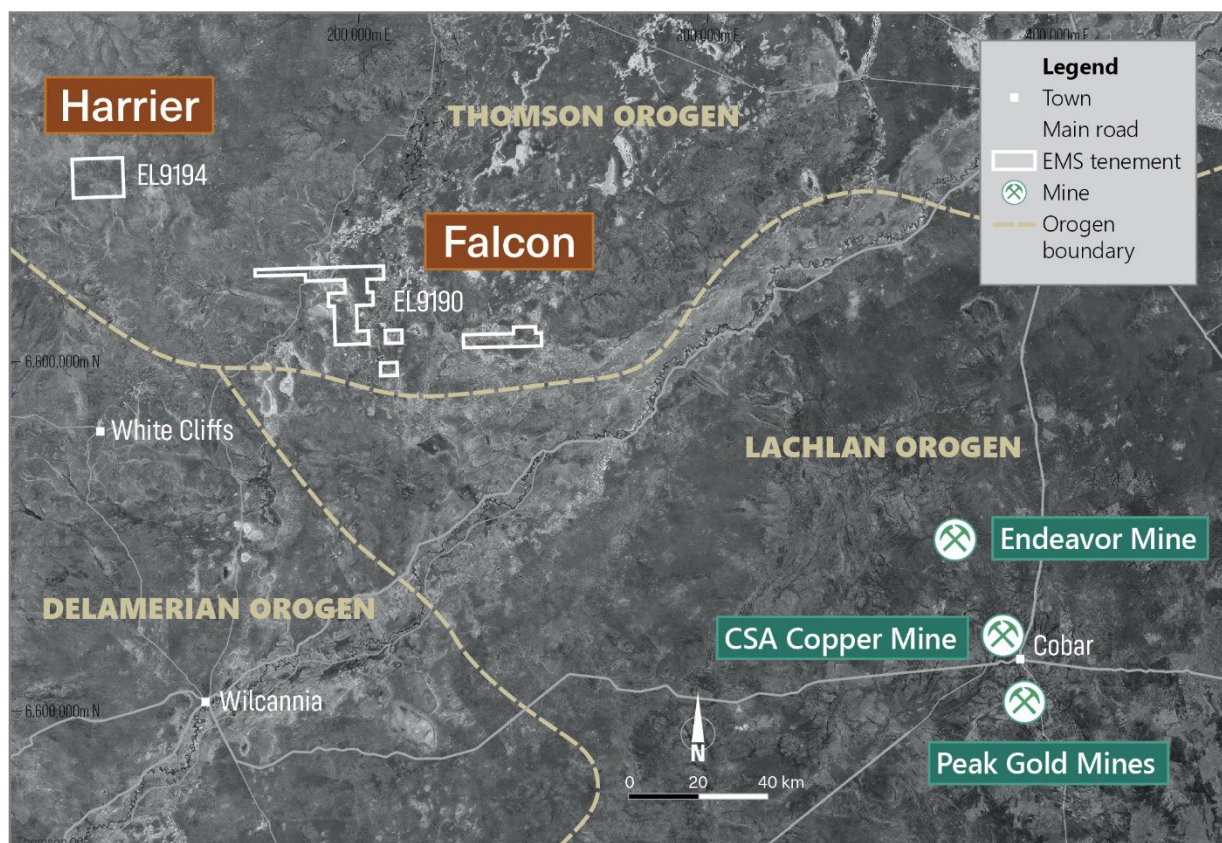 200,000m E
300,000m E
400,000m E
Harrier
EL9194
THOMSON OROGEN
Legend
Town
Main road
EMS tenement
Mine
Orogen
boundary
Falcon
EL9190
6,600,000m N
White Cliffs
LACHLAN OROGEN
Endeavor Mine
DELAMERIAN OROGEN
CSA Copper Mine
Cobar
Wilcannia
6,600,000m N
N
Peak Gold Mines
0 20 40 km